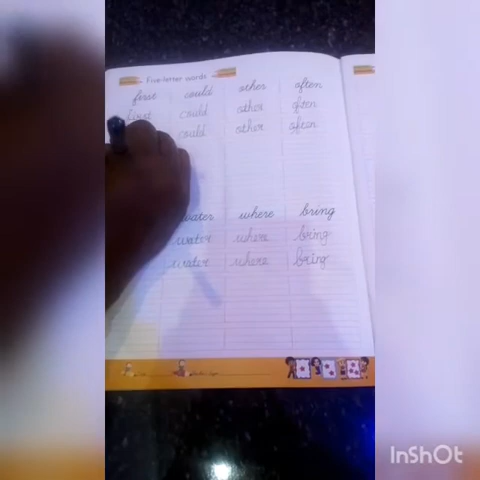 Five-letter words
first could other often
first could other often
could other often
water where bring
water where bring
water where bring
InShOt